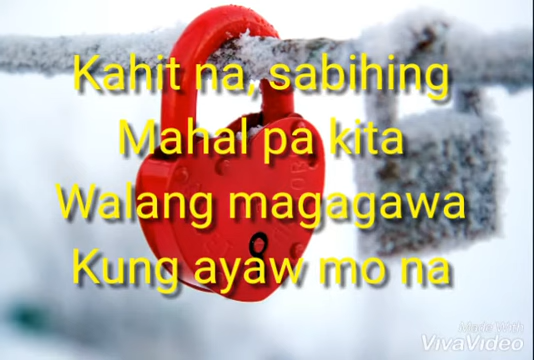 Kahit na, sabihing
Mahal pa kita
Walang magagawa
Kung ayaw mo na
Made With
VivaVideo